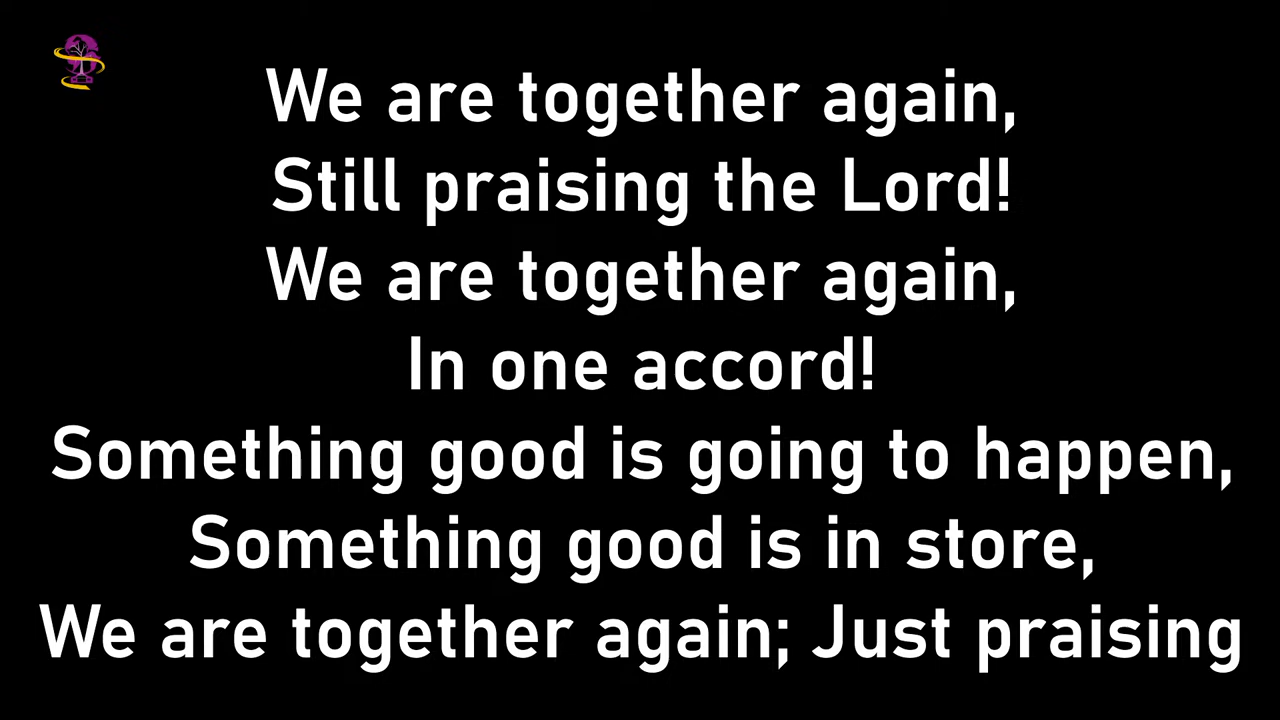 We are together again,
Still praising the Lord!
We are together again,
In one accord!
Something good is going to happen,
Something good is in store,
We are together again; Just praising